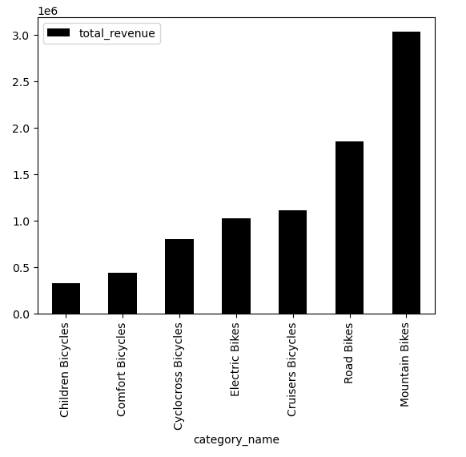 1e6
total_revenue
3.0
2.5
2.0
1.5
1.0
0.5
0.0
Children Bicycles
Comfort Bicycles
Cyclocross Bicycles
Electric Bikes
Cruisers Bicycles
Road Bikes
Mountain Bikes
category_name